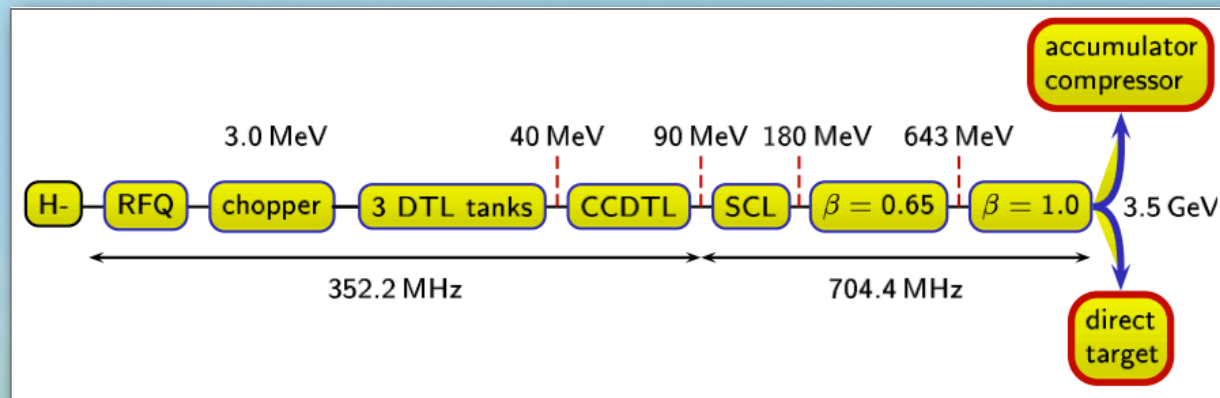 accumulator
compressor
3.0 MeV
40 MeV
90 MeV
180 MeV
643 MeV
H-
RFQ
chopper
3 DTL tanks
CCDTL
SCL
β = 0.65
β = 1.0
3.5 GeV
352.2 MHz
704.4 MHz
direct
target